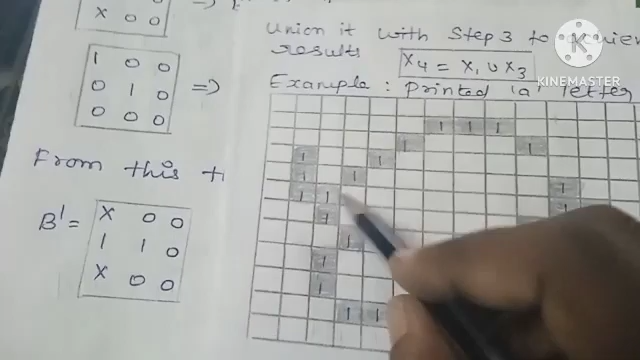 =>
X 0 0
1 0 0
0 1 0
0 0 0
=>
From this
B' =
X 0 0
1 1 0
X 0 0
union it with Step 3 to
results
X4 = X1 ∪ X3
Example : Printed 'a' letter
KINEMASTER
1 1 1
1 1
1 1
1 1
1 1 1
1
1
1
1
1 1